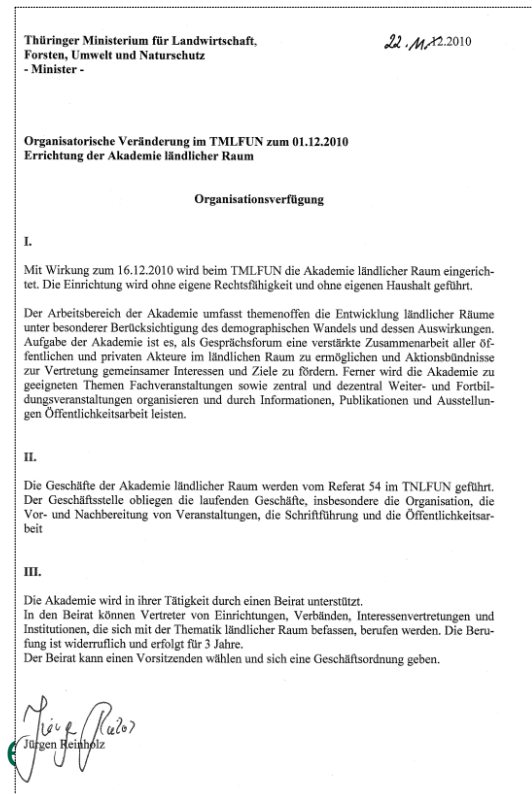 Thüringer Ministerium für Landwirtschaft,
Forsten, Umwelt und Naturschutz
- Minister -
22. 12.2010
Organisatorische Veränderung im TMLFUN zum 01.12.2010
Errichtung der Akademie ländlicher Raum
Organisationsverfügung
I.
Mit Wirkung zum 16.12.2010 wird beim TMLFUN die Akademie ländlicher Raum eingerich-
tet. Die Einrichtung wird ohne eigene Rechtsfähigkeit und ohne eigenen Haushalt geführt.
Der Arbeitsbereich der Akademie umfasst themenoffen die Entwicklung ländlicher Räume
unter besonderer Berücksichtigung des demographischen Wandels und dessen Auswirkungen.
Aufgabe der Akademie ist es, als Gesprächsforum eine verstärkte Zusammenarbeit aller öf-
fentlichen und privaten Akteure im ländlichen Raum zu ermöglichen und Aktionsbündnisse
zur Vertretung gemeinsamer Interessen und Ziele zu fördern. Ferner wird die Akademie zu
geeigneten Themen Fachveranstaltungen sowie zentral und dezentral Weiter- und Fortbil-
dungsveranstaltungen organisieren und durch Informationen, Publikationen und Ausstellun-
gen Öffentlichkeitsarbeit leisten.
II.
Die Geschäfte der Akademie ländlicher Raum werden vom Referat 54 im TNLFUN geführt.
Der Geschäftsstelle obliegen die laufenden Geschäfte, insbesondere die Organisation, die
Vor- und Nachbereitung von Veranstaltungen, die Schriftführung und die Öffentlichkeitsar-
beit
III.
Die Akademie wird in ihrer Tätigkeit durch einen Beirat unterstützt.
In den Beirat können Vertreter von Einrichtungen, Verbänden, Interessenvertretungen und
Institutionen, die sich mit der Thematik ländlicher Raum befassen, berufen werden. Die Beru-
fung ist widerruflich und erfolgt für 3 Jahre.
Der Beirat kann einen Vorsitzenden wählen und sich eine Geschäftsordnung geben.
Jürgen Reinholz